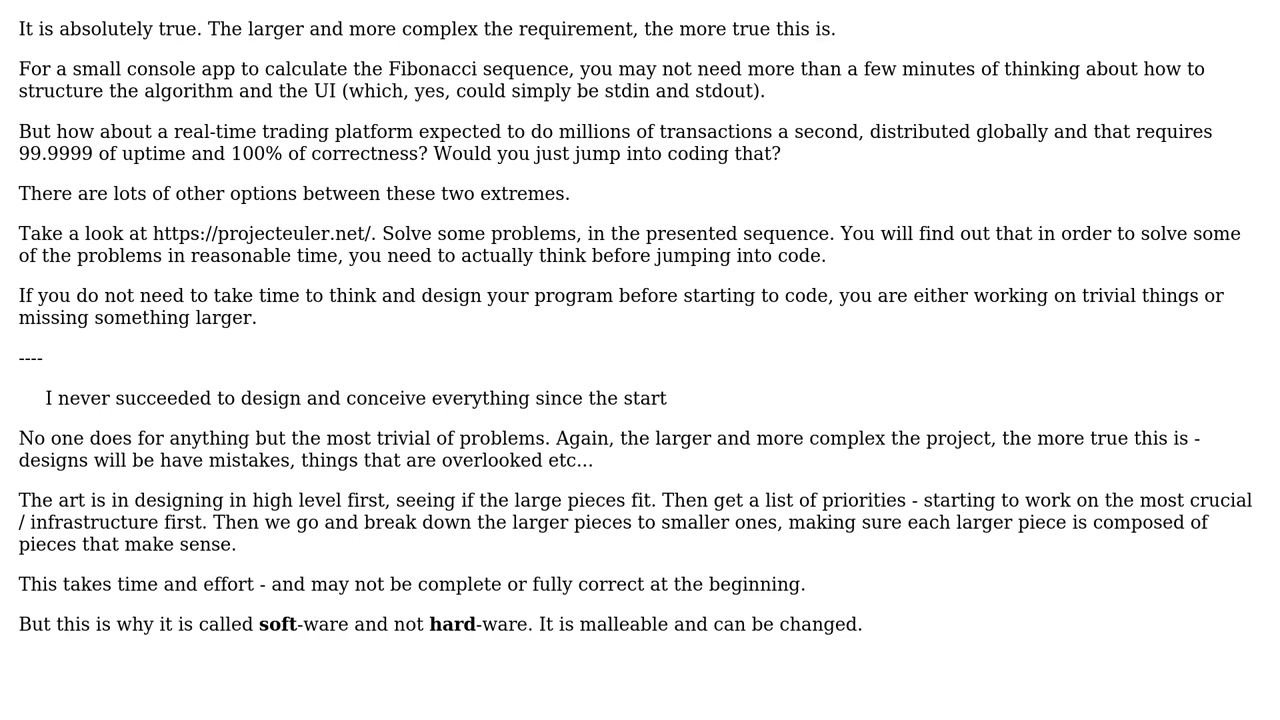 It is absolutely true. The larger and more complex the requirement, the more true this is.
For a small console app to calculate the Fibonacci sequence, you may not need more than a few minutes of thinking about how to
structure the algorithm and the UI (which, yes, could simply be stdin and stdout).
But how about a real-time trading platform expected to do millions of transactions a second, distributed globally and that requires
99.9999 of uptime and 100% of correctness? Would you just jump into coding that?
There are lots of other options between these two extremes.
Take a look at https://projecteuler.net/. Solve some problems, in the presented sequence. You will find out that in order to solve some
of the problems in reasonable time, you need to actually think before jumping into code.
If you do not need to take time to think and design your program before starting to code, you are either working on trivial things or
missing something larger.
----
I never succeeded to design and conceive everything since the start
No one does for anything but the most trivial of problems. Again, the larger and more complex the project, the more true this is -
designs will be have mistakes, things that are overlooked etc...
The art is in designing in high level first, seeing if the large pieces fit. Then get a list of priorities - starting to work on the most crucial
/ infrastructure first. Then we go and break down the larger pieces to smaller ones, making sure each larger piece is composed of
pieces that make sense.
This takes time and effort - and may not be complete or fully correct at the beginning.
But this is why it is called soft-ware and not hard-ware. It is malleable and can be changed.